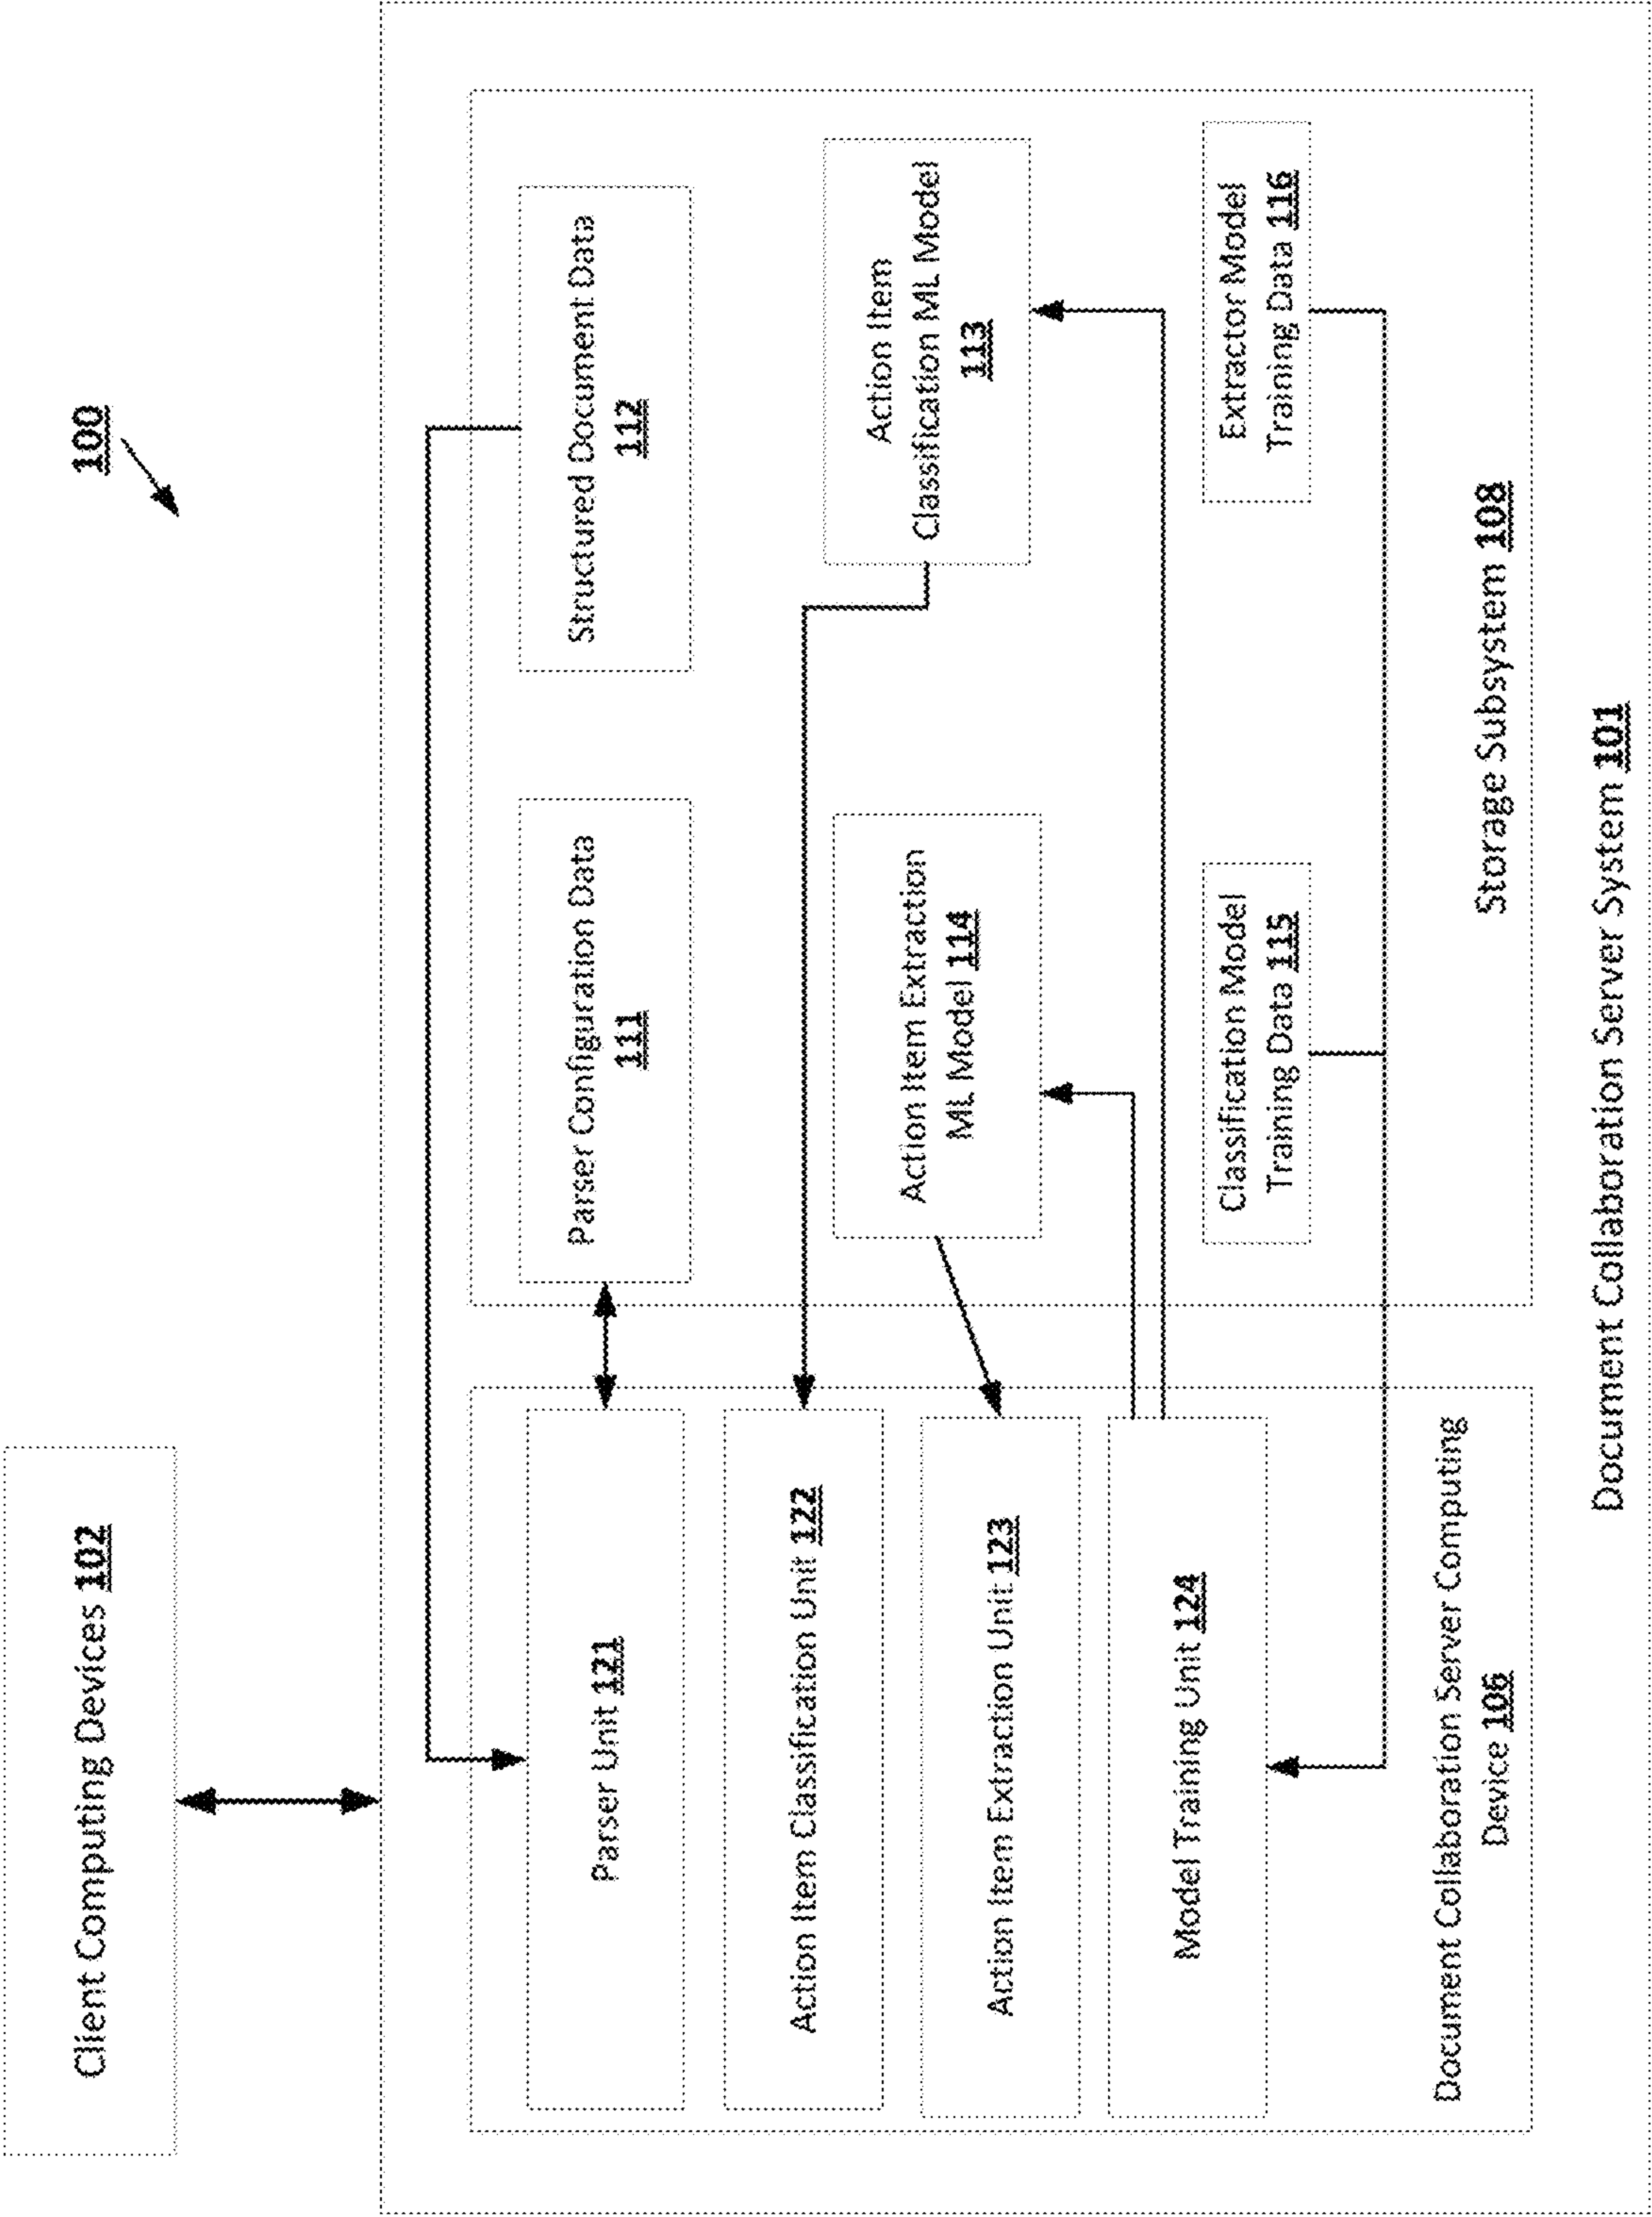 100
Client Computing Devices 102
Parser Unit 121
Parser Configuration Data
111
Structured Document Data
112
Action Item Classification Unit 122
Action Item Extraction Unit 123
Action Item Extraction
ML Model 114
Action Item
Classification ML Model
113
Model Training Unit 124
Classification Model
Training Data 115
Extractor Model
Training Data 116
Document Collaboration Server Computing
Device 106
Storage Subsystem 108
Document Collaboration Server System 101